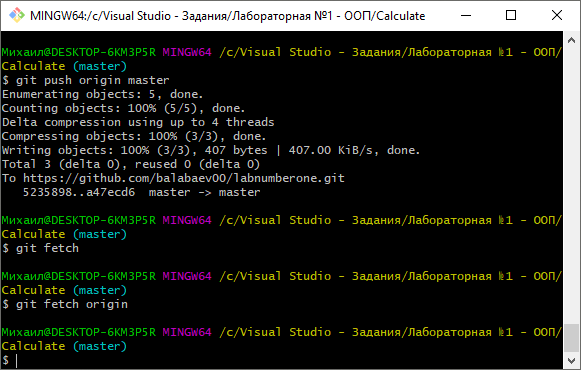 MINGW64:/c/Visual Studio - Задания/Лабораторная №1 - ООП/Calculate
Михаил@DESKTOP-6KM3P5R MINGW64 /c/Visual Studio - Задания/Лабораторная №1 - ООП/
Calculate (master)
$ git push origin master
Enumerating objects: 5, done.
Counting objects: 100% (5/5), done.
Delta compression using up to 4 threads
Compressing objects: 100% (3/3), done.
Writing objects: 100% (3/3), 407 bytes | 407.00 KiB/s, done.
Total 3 (delta 0), reused 0 (delta 0)
To https://github.com/balabaev00/labnumberone.git
   5235898..a47ecd6  master -> master
Михаил@DESKTOP-6KM3P5R MINGW64 /c/Visual Studio - Задания/Лабораторная №1 - ООП/
Calculate (master)
$ git fetch
Михаил@DESKTOP-6KM3P5R MINGW64 /c/Visual Studio - Задания/Лабораторная №1 - ООП/
Calculate (master)
$ git fetch origin
Михаил@DESKTOP-6KM3P5R MINGW64 /c/Visual Studio - Задания/Лабораторная №1 - ООП/
Calculate (master)
$